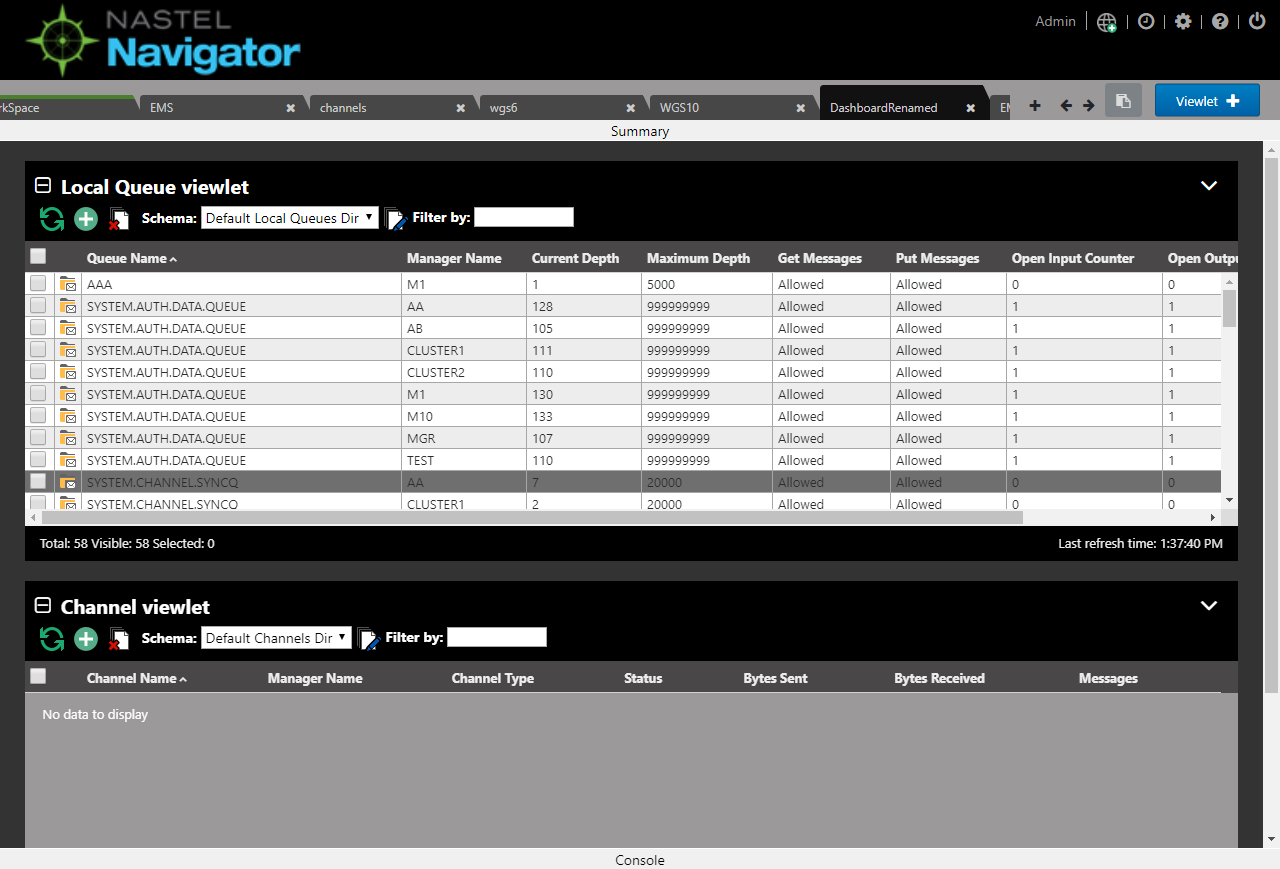 NASTEL
Navigator
Admin
rkSpace EMS channels wgs6 WGS10 DashboardRenamed EM Viewlet
Summary
Local Queue viewlet
Schema: Default Local Queues Dir Filter by:
Queue Name Manager Name Current Depth Maximum Depth Get Messages Put Messages Open Input Counter Open Outpu
AAA M1 1 5000 Allowed Allowed 0 0
SYSTEM.AUTH.DATA.QUEUE AA 128 999999999 Allowed Allowed 1 1
SYSTEM.AUTH.DATA.QUEUE AB 105 999999999 Allowed Allowed 1 1
SYSTEM.AUTH.DATA.QUEUE CLUSTER1 111 999999999 Allowed Allowed 1 1
SYSTEM.AUTH.DATA.QUEUE CLUSTER2 110 999999999 Allowed Allowed 1 1
SYSTEM.AUTH.DATA.QUEUE M1 130 999999999 Allowed Allowed 1 1
SYSTEM.AUTH.DATA.QUEUE M10 133 999999999 Allowed Allowed 1 1
SYSTEM.AUTH.DATA.QUEUE MGR 107 999999999 Allowed Allowed 1 1
SYSTEM.AUTH.DATA.QUEUE TEST 110 999999999 Allowed Allowed 1 1
SYSTEM.CHANNEL.SYNCQ AA 7 20000 Allowed Allowed 0 0
SYSTEM.CHANNEL.SYNCQ CLUSTER1 2 20000 Allowed Allowed 0 0
Total: 58 Visible: 58 Selected: 0 Last refresh time: 1:37:40 PM
Channel viewlet
Schema: Default Channels Dir Filter by:
Channel Name Manager Name Channel Type Status Bytes Sent Bytes Received Messages
No data to display
Console